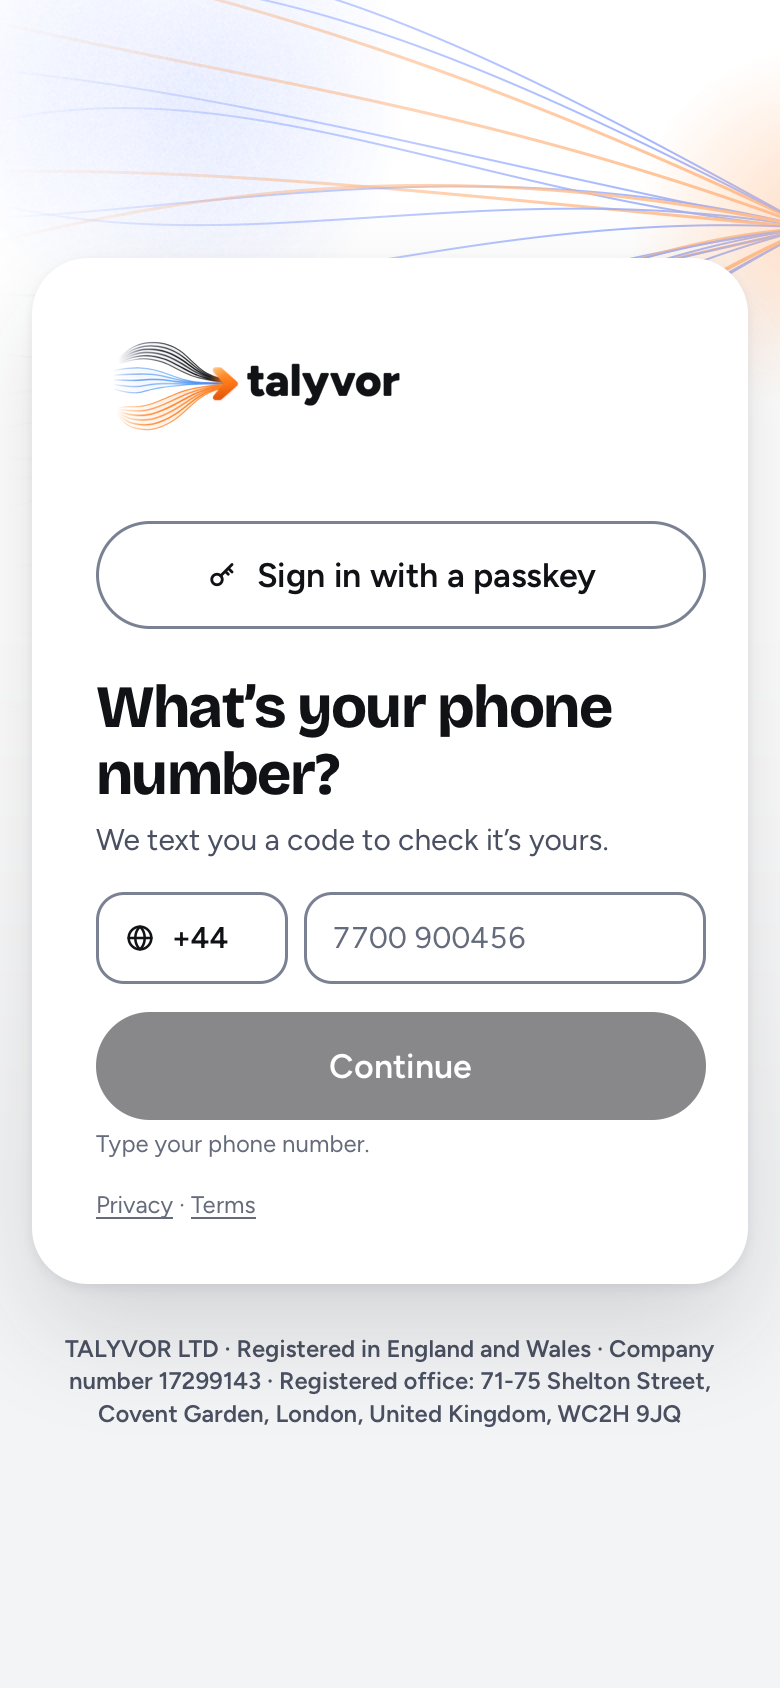 talyvor
Sign in with a passkey
What’s your phone
number?
We text you a code to check it’s yours.
+44
7700 900456
Continue
Type your phone number.
Privacy · Terms
TALYVOR LTD · Registered in England and Wales · Company
number 17299143 · Registered office: 71-75 Shelton Street,
Covent Garden, London, United Kingdom, WC2H 9JQ